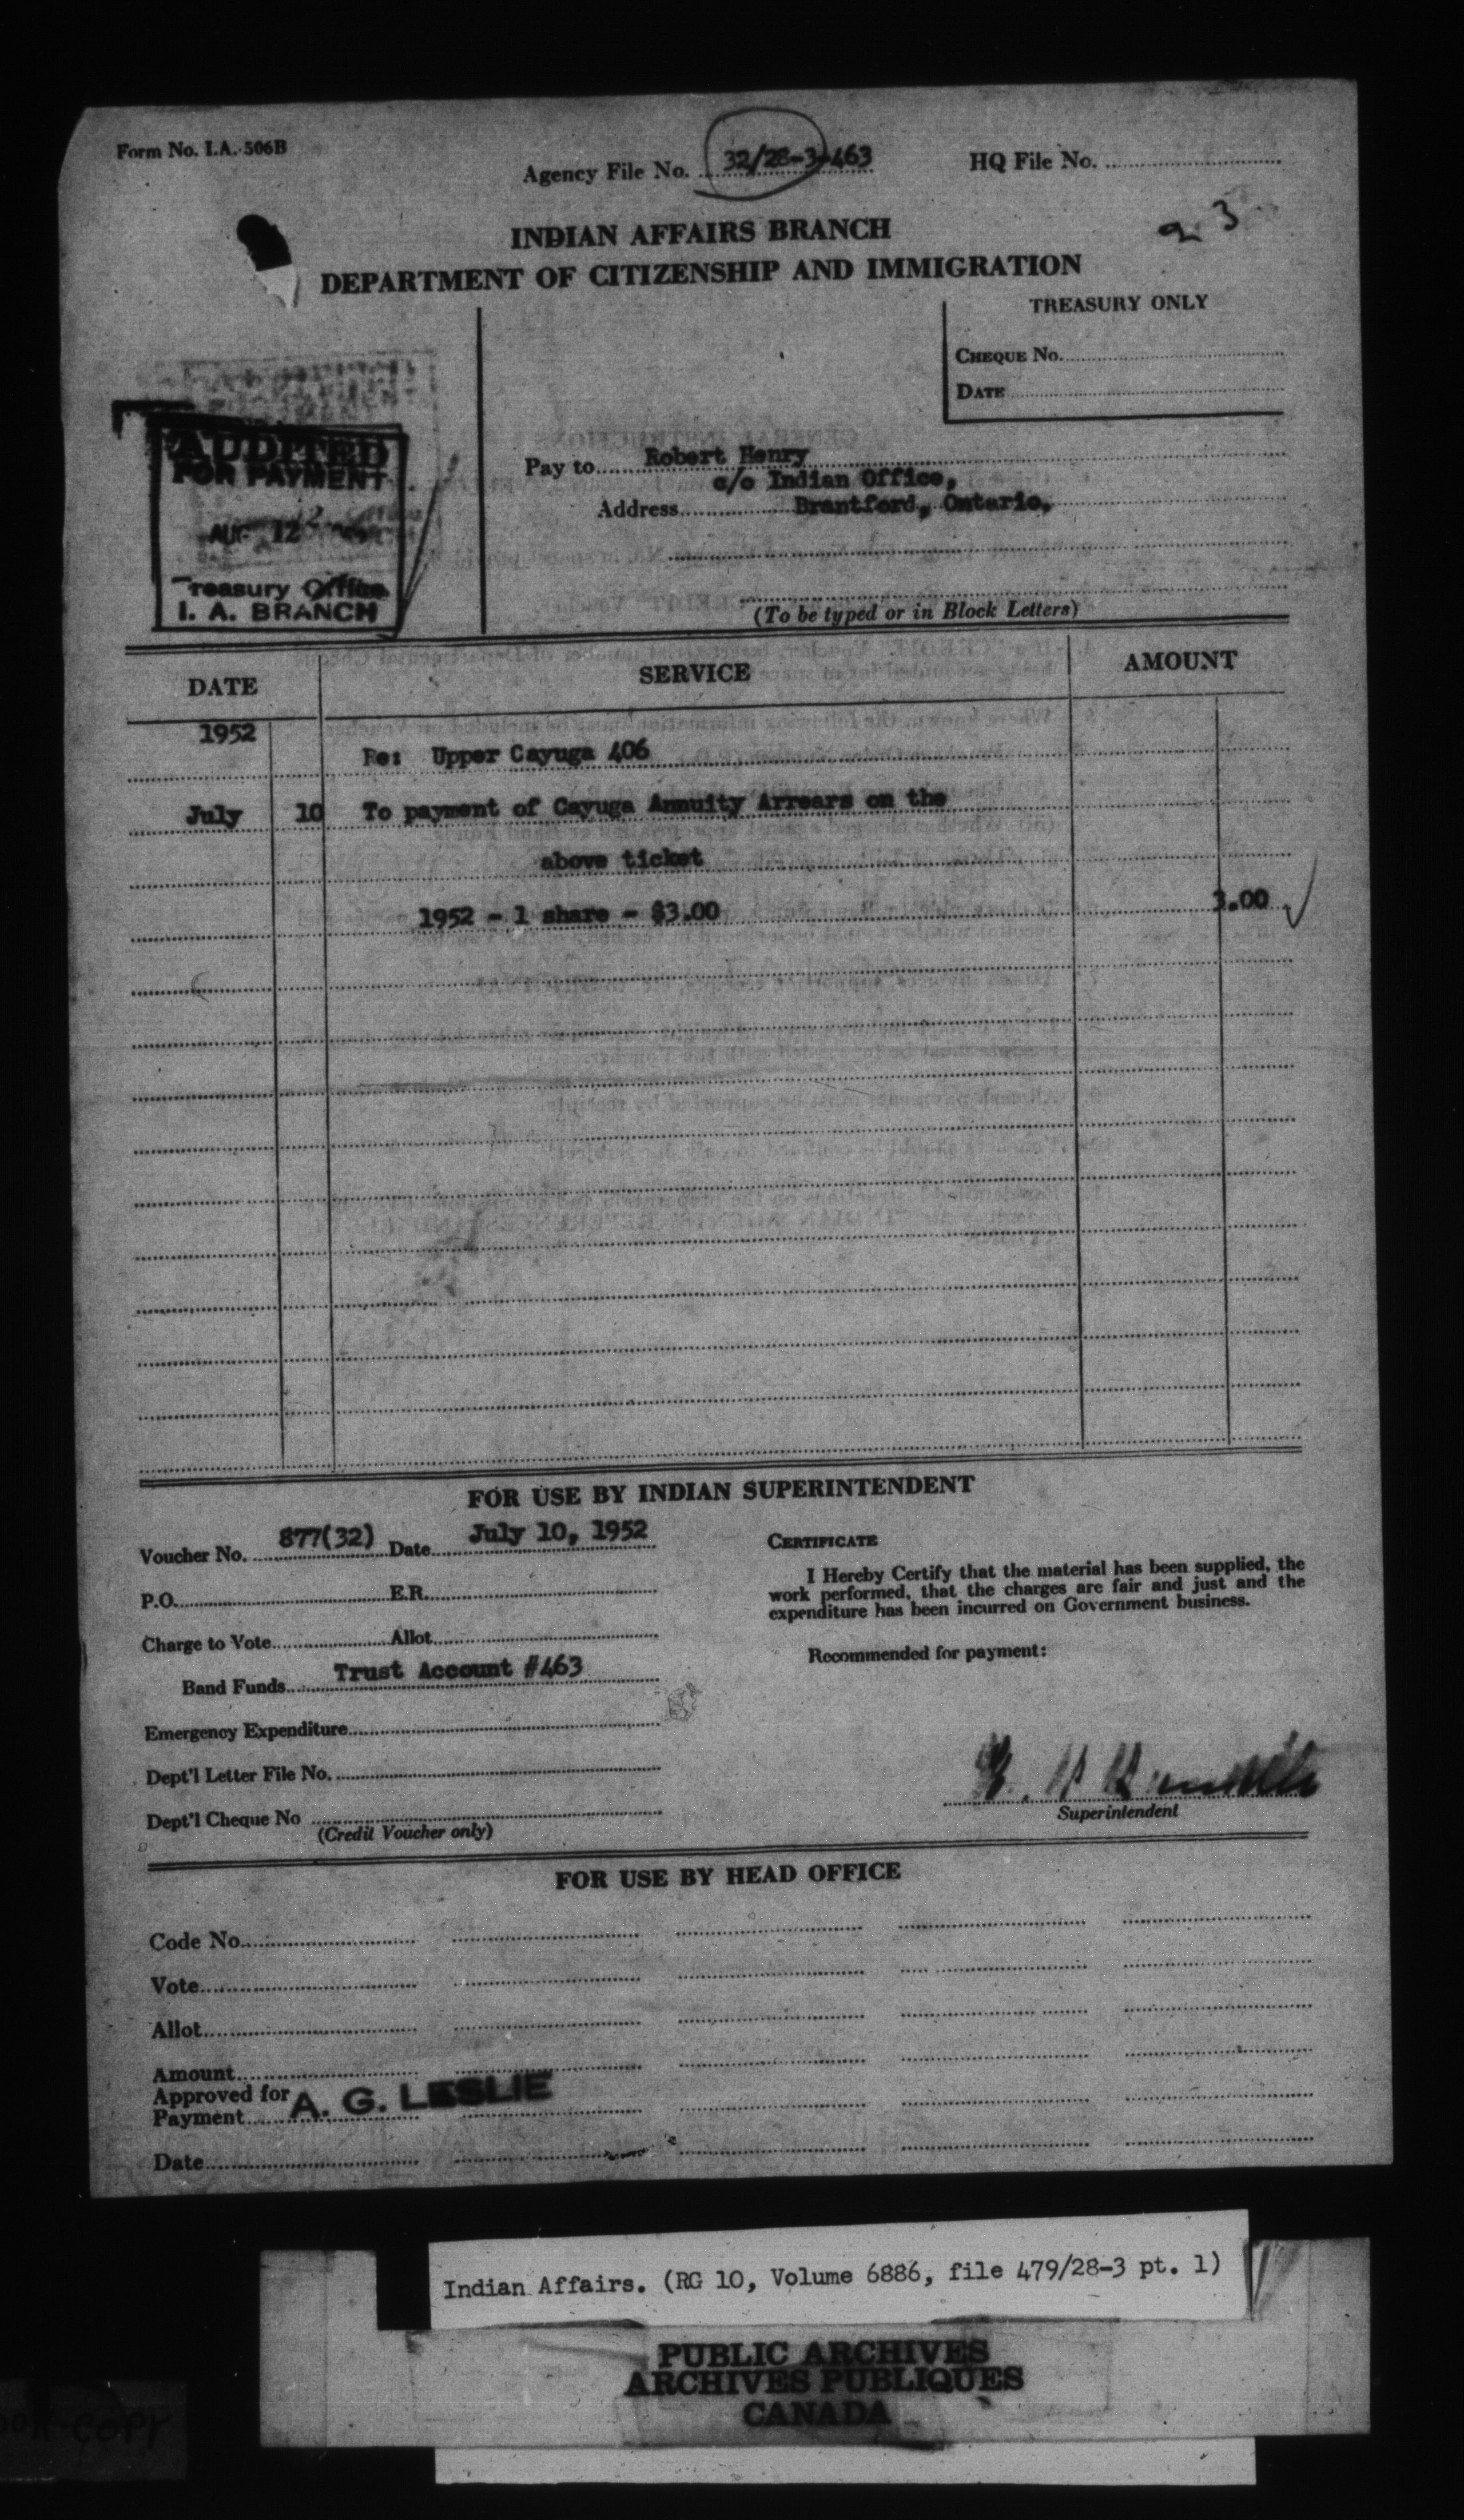 Form No. I.A. 506B
Agency File No. 32/28-3-463
HQ File No.
23
INDIAN AFFAIRS BRANCH
DEPARTMENT OF CITIZENSHIP AND IMMIGRATION
TREASURY ONLY
CHEQUE No.
DATE
AUDITED
FOR PAYMENT
AUG 12
Treasury Office
I. A. BRANCH
Pay to Robert Henry
c/o Indian Office,
Address Brantford, Ontario.
(To be typed or in Block Letters)
DATE SERVICE AMOUNT
1952
Re: Upper Cayuga 406
July 10 To payment of Cayuga Annuity Arrears on the
above ticket
1952 - 1 share - $3.00 3.00 ✓
FOR USE BY INDIAN SUPERINTENDENT
Voucher No. 877(32) Date July 10, 1952
P.O. E.R.
Charge to Vote Allot.
Band Funds Trust Account #463
Emergency Expenditure
Dept'l Letter File No.
Dept'l Cheque No
(Credit Voucher only)
CERTIFICATE
I Hereby Certify that the material has been supplied, the
work performed, that the charges are fair and just and the
expenditure has been incurred on Government business.
Recommended for payment:
Superintendent
FOR USE BY HEAD OFFICE
Code No.
Vote
Allot.
Amount
Approved for
Payment A. G. LESLIE
Date
Indian Affairs. (RG 10, Volume 6886, file 479/28-3 pt. 1)
PUBLIC ARCHIVES
ARCHIVES PUBLIQUES
CANADA
COPY